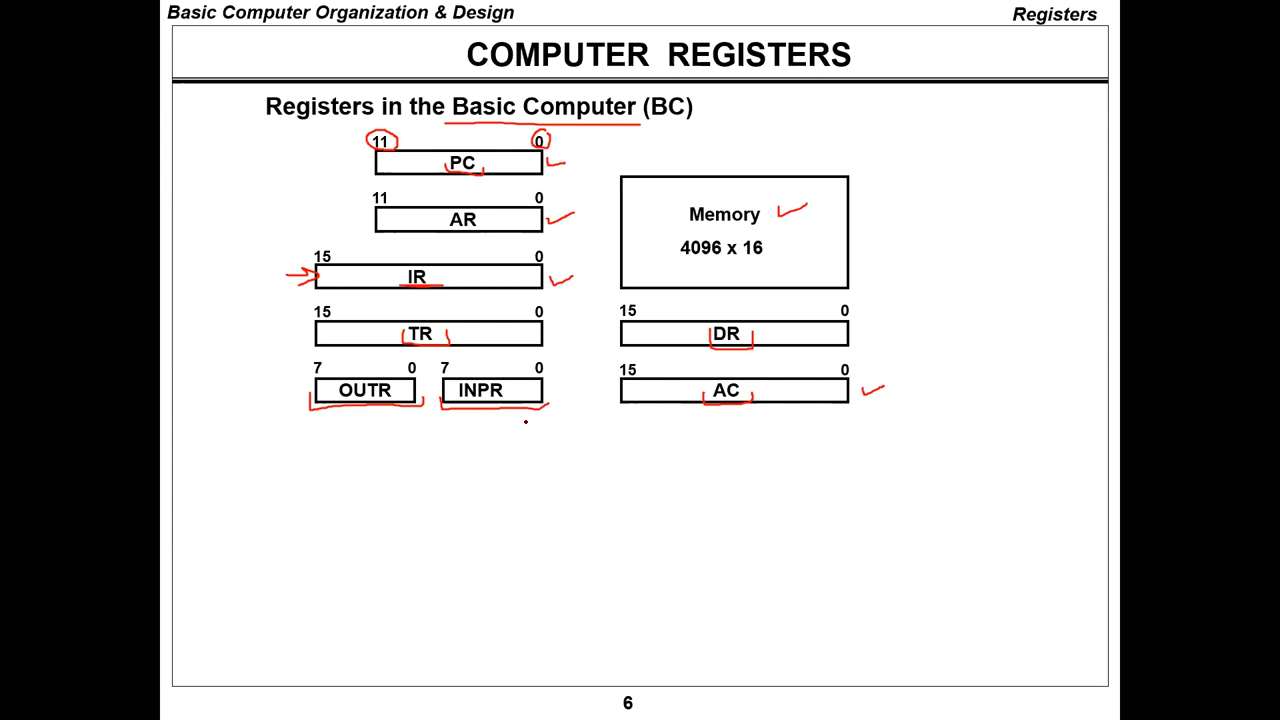 Basic Computer Organization & Design
Registers
COMPUTER REGISTERS
Registers in the Basic Computer (BC)
11 0
PC
11 0
AR
15 0
IR
15 0
TR
7 0 7 0
OUTR INPR
Memory
4096 x 16
15 0
DR
15 0
AC
6